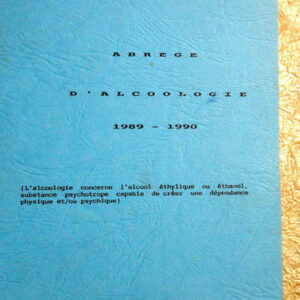 ABREGE
D'ALCOOLOGIE
1989 - 1990
(L'alcoologie concerne l'alcool éthylique ou éthanol,
substance psychotrope capable de créer une dépendance
physique et/ou psychique)